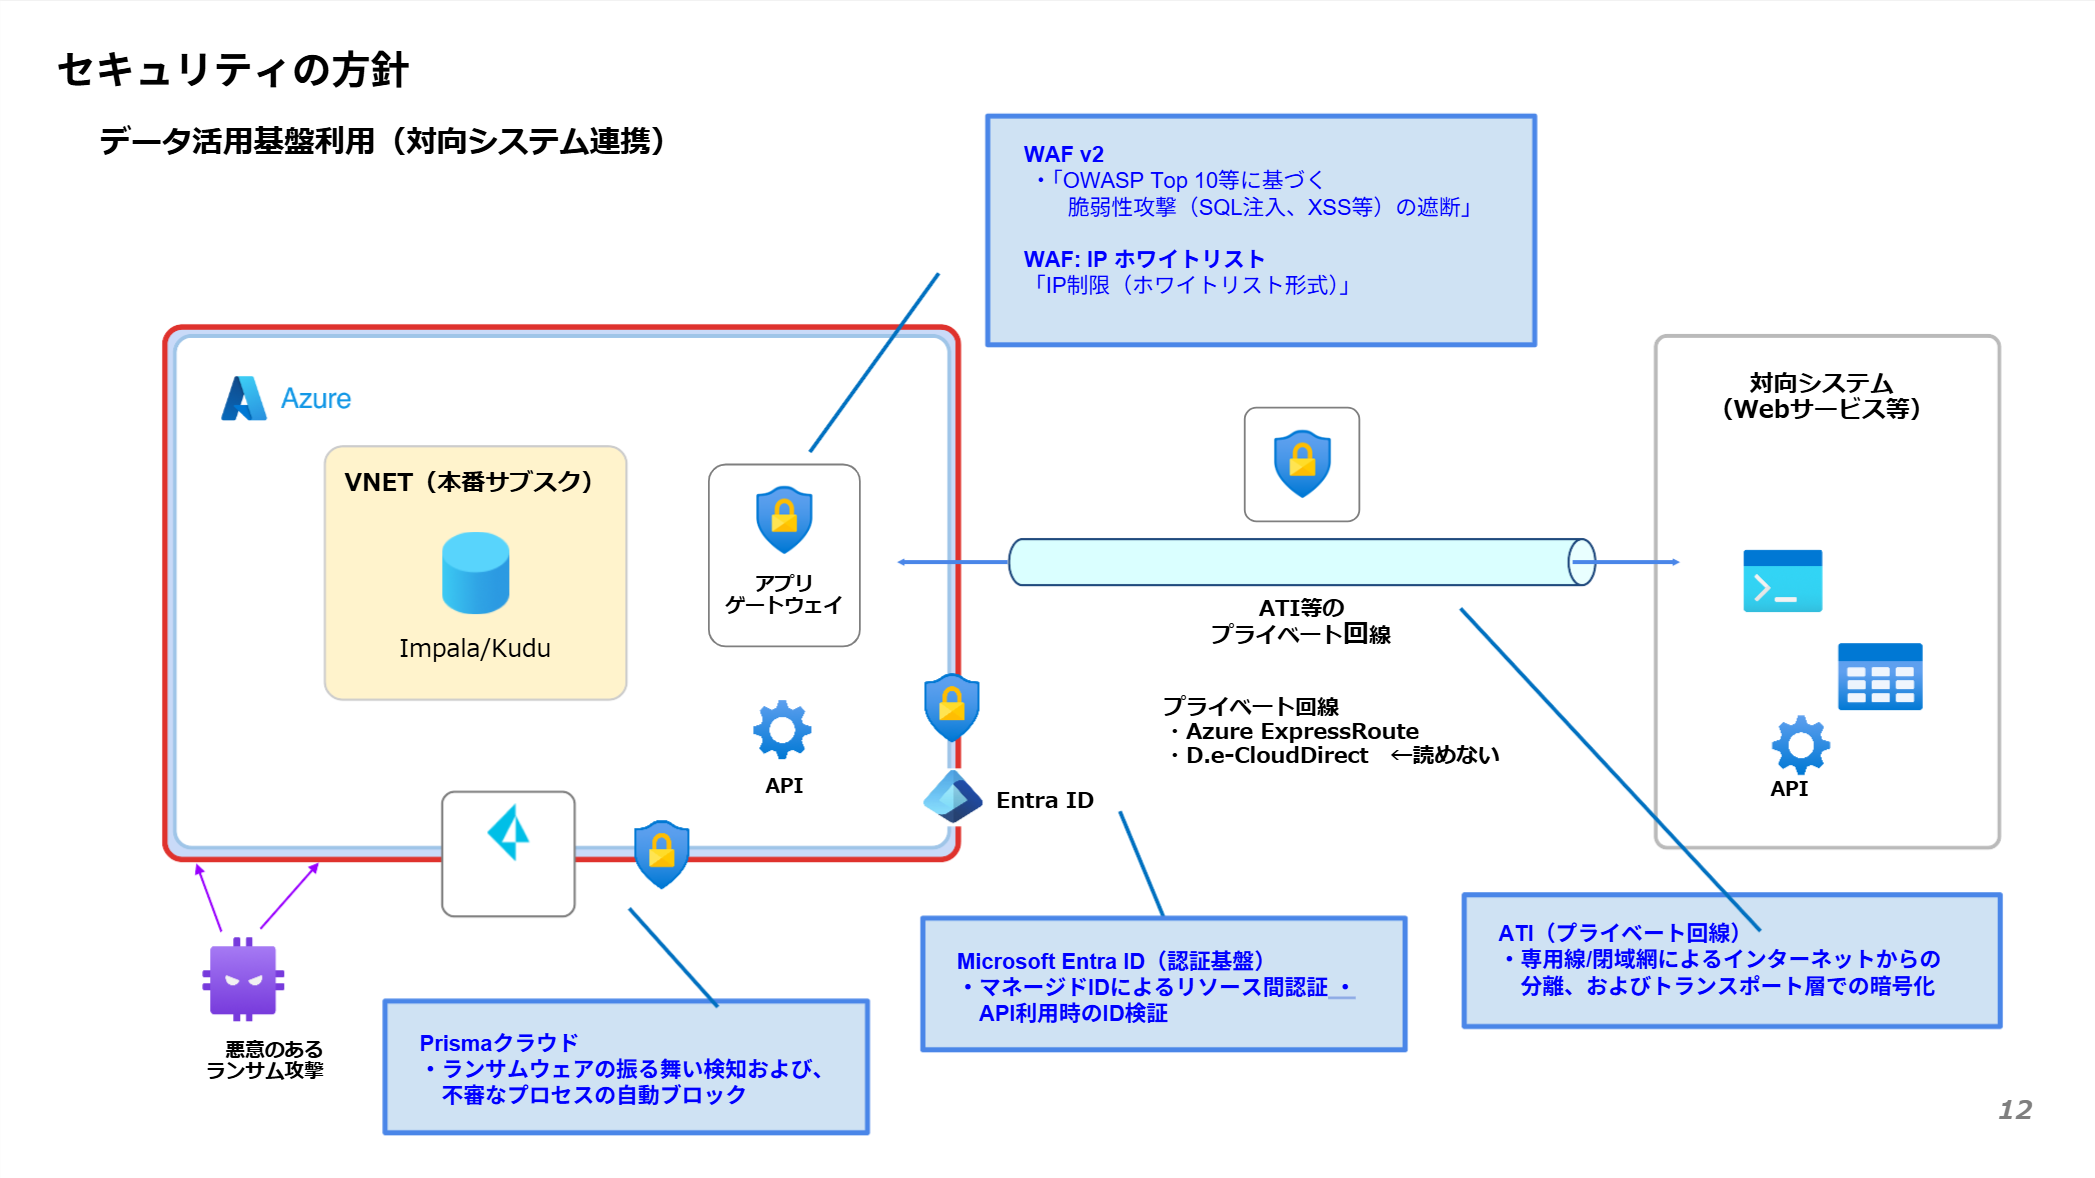 セキュリティの方針
データ活用基盤利用（対向システム連携）
WAF v2
・「OWASP Top 10等に基づく
脆弱性攻撃（SQL注入、XSS等）の遮断」
WAF: IP ホワイトリスト
「IP制限（ホワイトリスト形式）」
Azure
VNET（本番サブスク）
Impala/Kudu
アプリ
ゲートウェイ
API
対向システム
（Webサービス等）
ATI等の
プライベート回線
プライベート回線
・Azure ExpressRoute
・D.e-CloudDirect ←読めない
API
Entra ID
悪意のある
ランサム攻撃
Prismaクラウド
・ランサムウェアの振る舞い検知および、
不審なプロセスの自動ブロック
Microsoft Entra ID（認証基盤）
・マネージドIDによるリソース間認証 ・
API利用時のID検証
ATI（プライベート回線）
・専用線/閉域網によるインターネットからの
分離、およびトランスポート層での暗号化
12